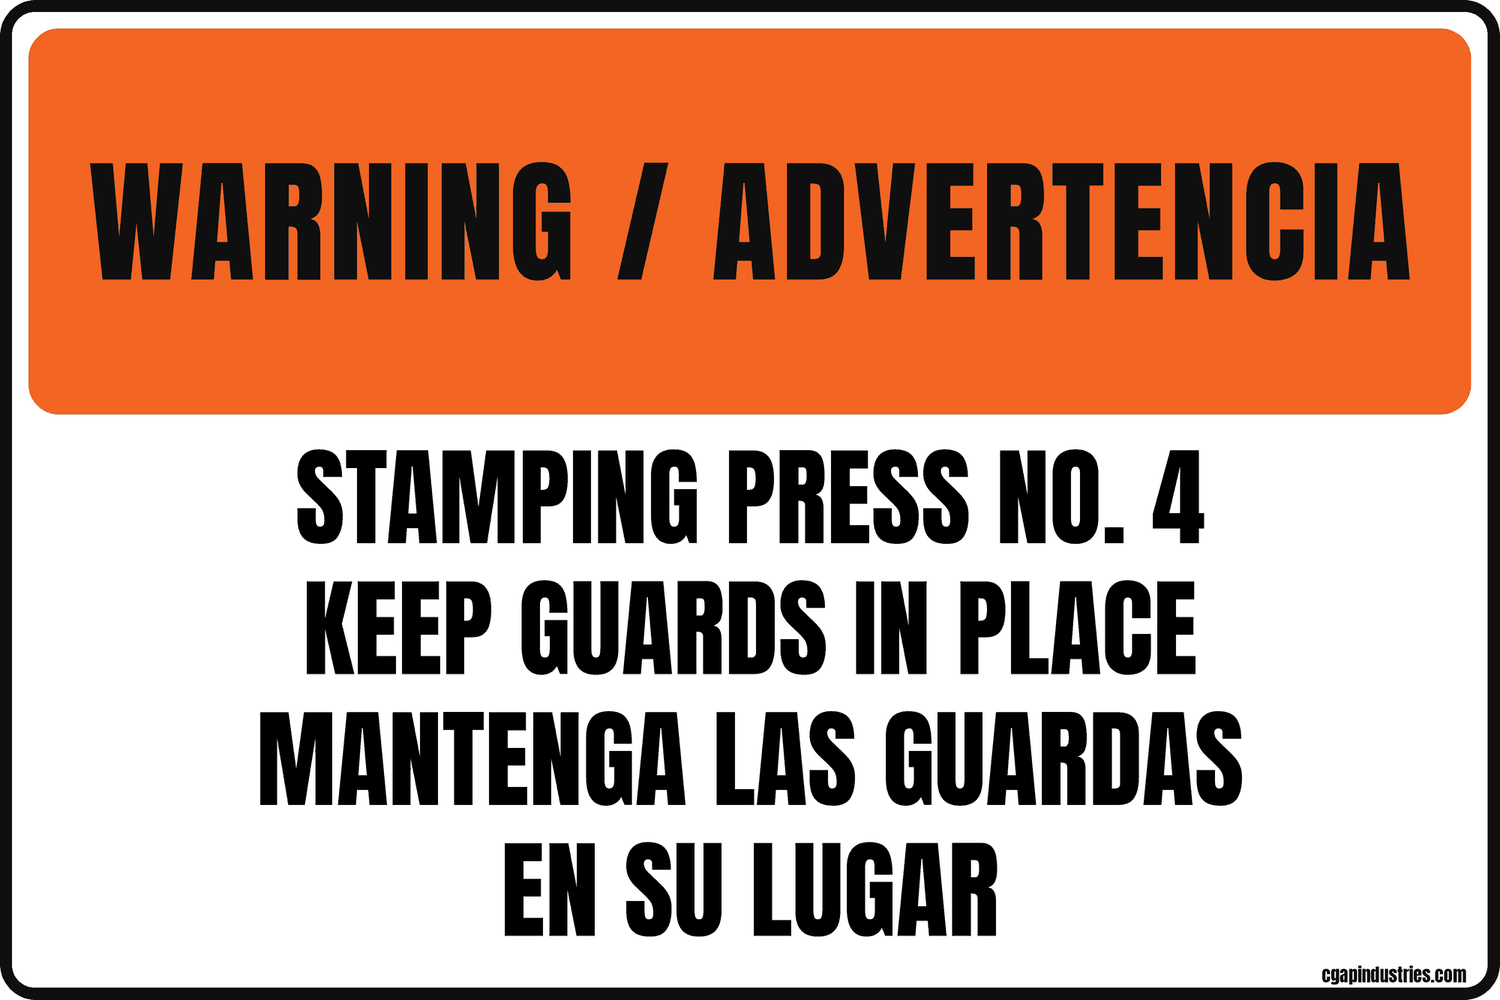 WARNING / ADVERTENCIA
STAMPING PRESS NO. 4
KEEP GUARDS IN PLACE
MANTENGA LAS GUARDAS
EN SU LUGAR
cgapindustries.com